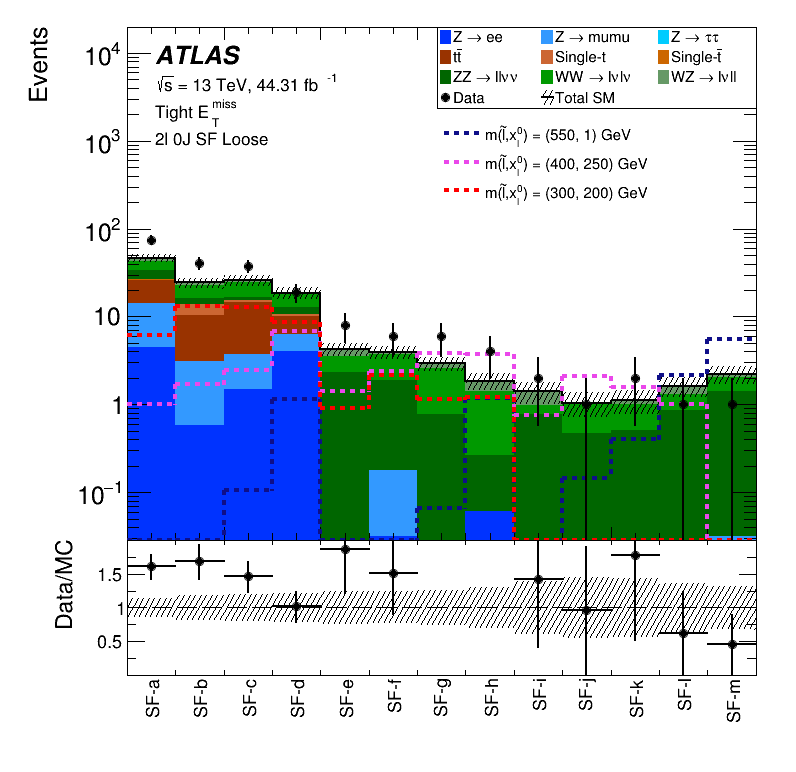 Events
10⁴
10³
10²
10
1
10⁻¹
ATLAS
√s = 13 TeV, 44.31 fb ⁻¹
Tight E_T^miss
2l 0J SF Loose
Z → ee
Z → mumu
Z → ττ
tt̄
Single-t
Single-t̄
ZZ → llνν
WW → lνlν
WZ → lνll
Data
Total SM
m(l̃,x̃⁰₁) = (550, 1) GeV
m(l̃,x̃⁰₁) = (400, 250) GeV
m(l̃,x̃⁰₁) = (300, 200) GeV
Data/MC
1.5
1
0.5
SF-a
SF-b
SF-c
SF-d
SF-e
SF-f
SF-g
SF-h
SF-i
SF-j
SF-k
SF-l
SF-m